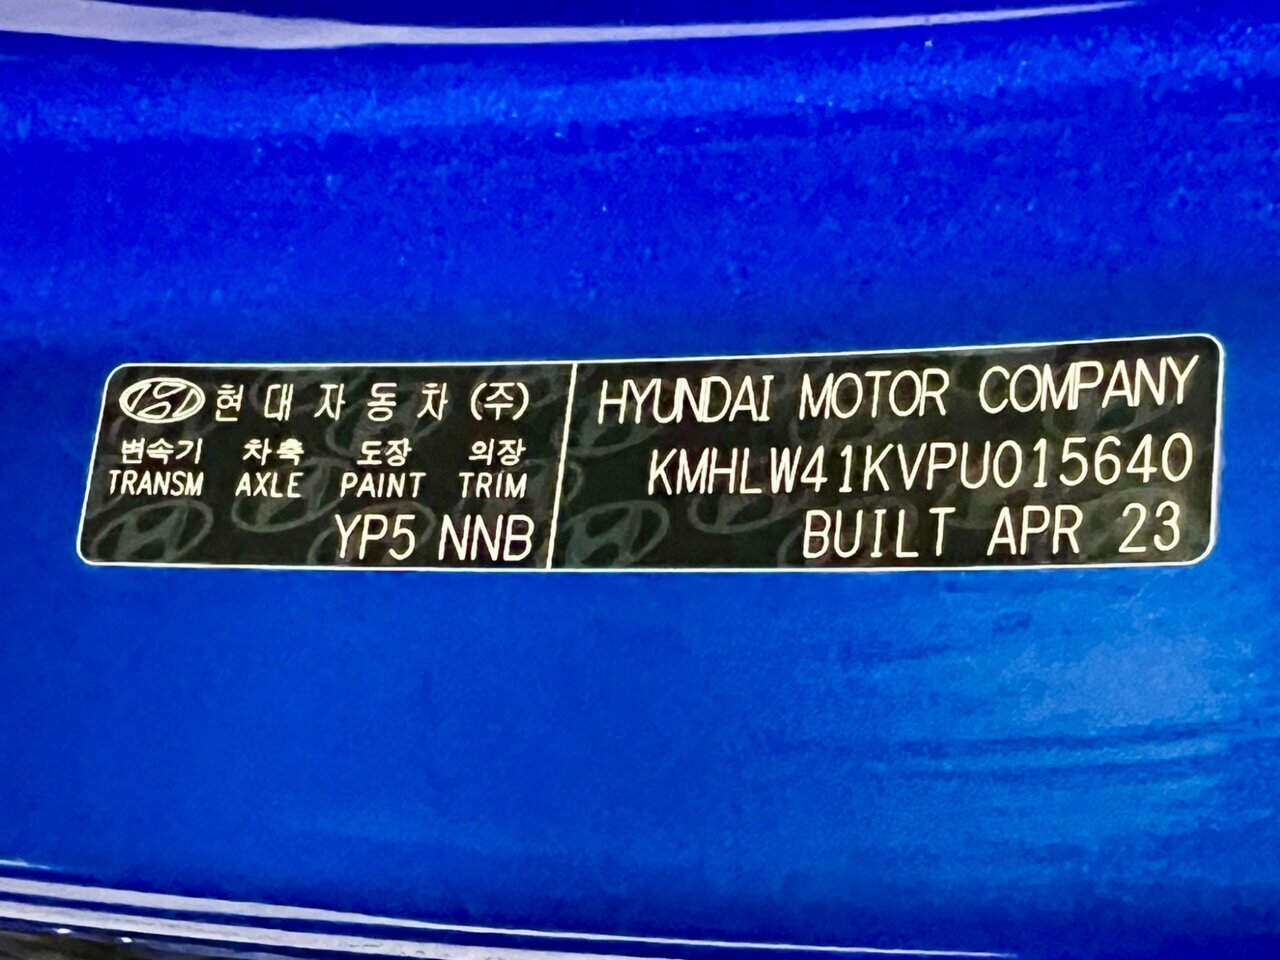 현대자동차 (주)
변속기 차축 도장 의장
TRANSM AXLE PAINT TRIM
YP5 NNB
HYUNDAI MOTOR COMPANY
KMHLW41KVPU015640
BUILT APR 23